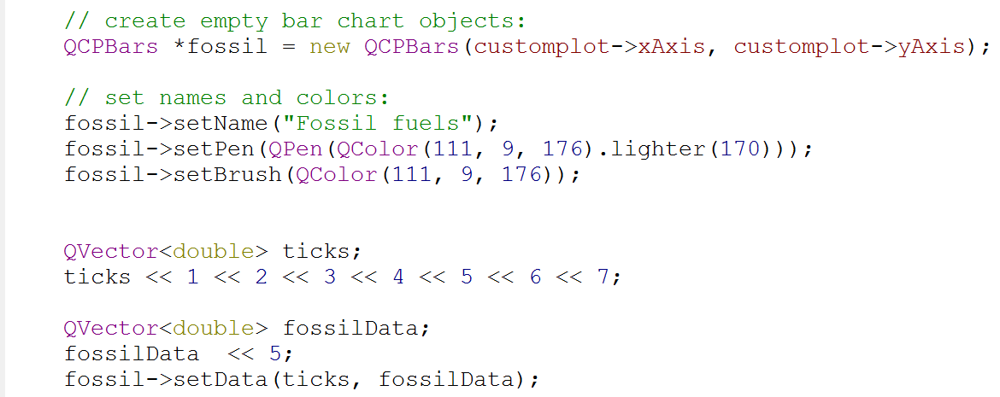 // create empty bar chart objects:
QCPBars *fossil = new QCPBars(customplot->xAxis, customplot->yAxis);
// set names and colors:
fossil->setName("Fossil fuels");
fossil->setPen(QPen(QColor(111, 9, 176).lighter(170)));
fossil->setBrush(QColor(111, 9, 176));
QVector<double> ticks;
ticks << 1 << 2 << 3 << 4 << 5 << 6 << 7;
QVector<double> fossilData;
fossilData  << 5;
fossil->setData(ticks, fossilData);